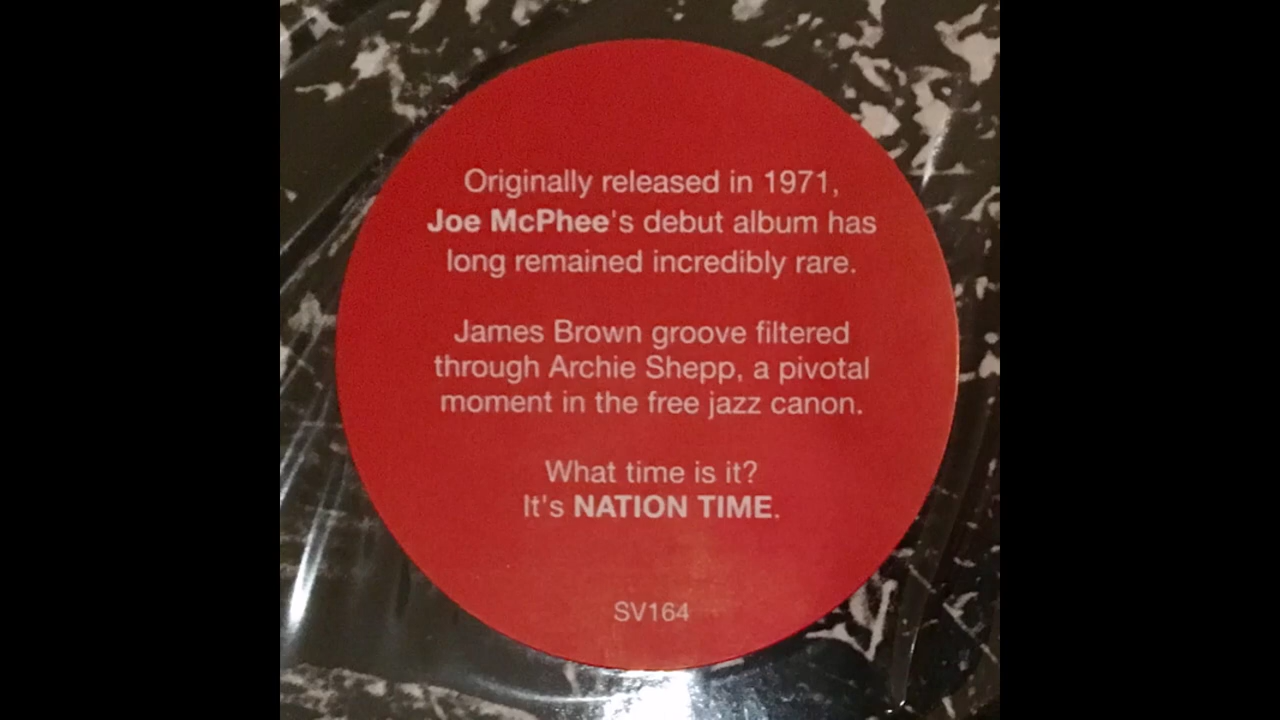 Originally released in 1971,
Joe McPhee's debut album has
long remained incredibly rare.
James Brown groove filtered
through Archie Shepp, a pivotal
moment in the free jazz canon.
What time is it?
It's NATION TIME.
SV164